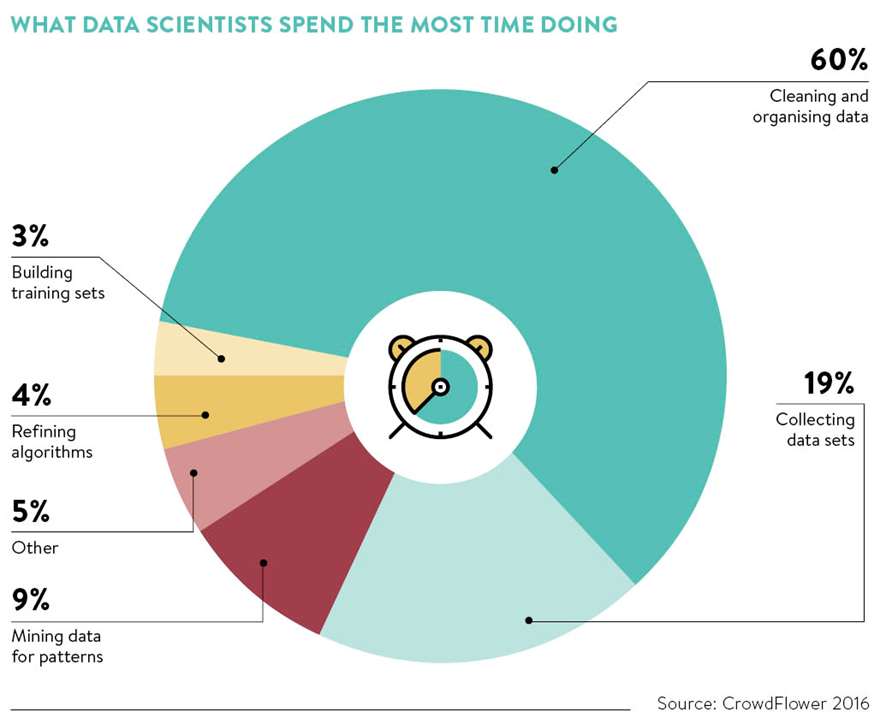 WHAT DATA SCIENTISTS SPEND THE MOST TIME DOING
60%
Cleaning and
organising data
3%
Building
training sets
19%
Collecting
data sets
4%
Refining
algorithms
5%
Other
9%
Mining data
for patterns
Source: CrowdFlower 2016